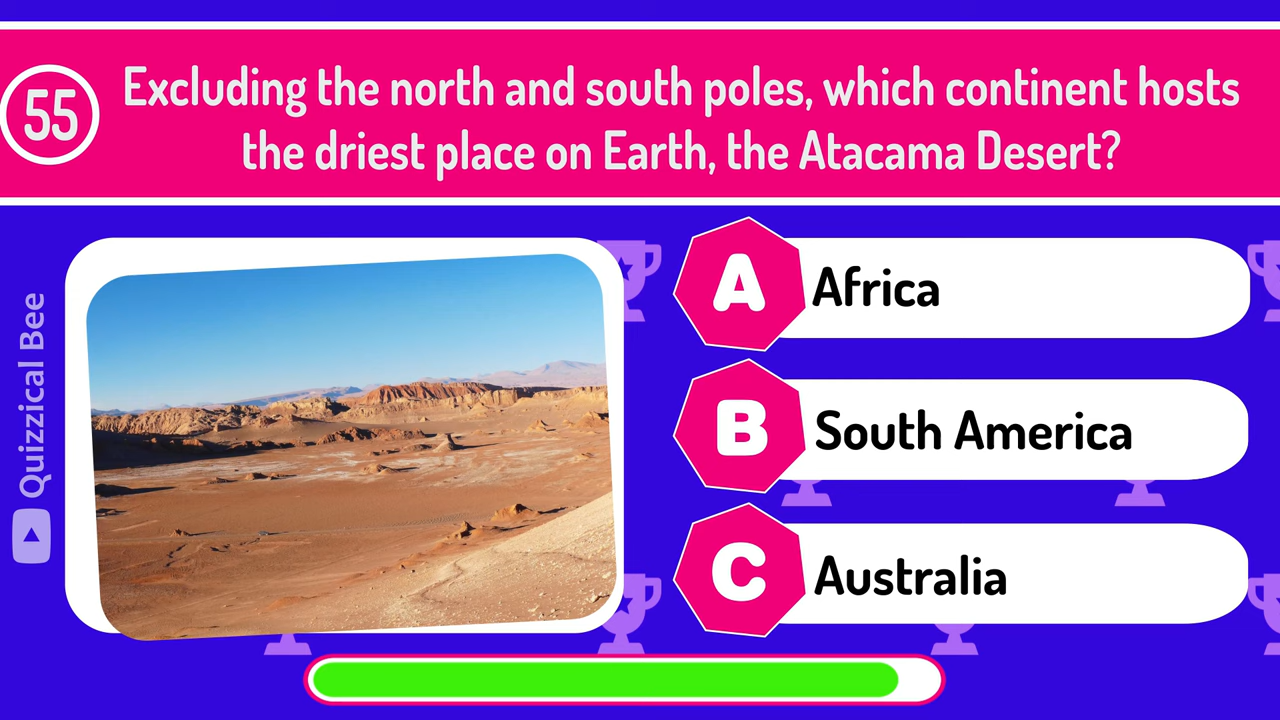 55
Excluding the north and south poles, which continent hosts
the driest place on Earth, the Atacama Desert?
A Africa
B South America
C Australia
Quizzical Bee